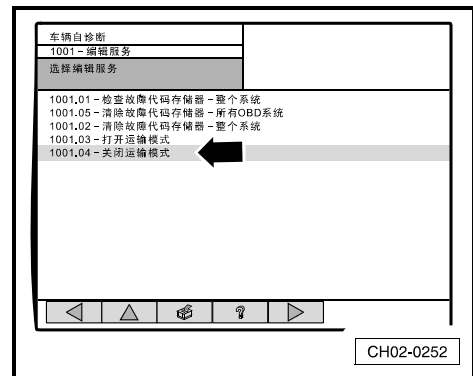 车辆自诊断
1001－编辑服务
选择编辑服务
1001.01－检查故障代码存储器－整个系统
1001.05－清除故障代码存储器－所有OBD系统
1001.02－清除故障代码存储器－整个系统
1001.03－打开运输模式
1001.04－关闭运输模式
?
CH02-0252